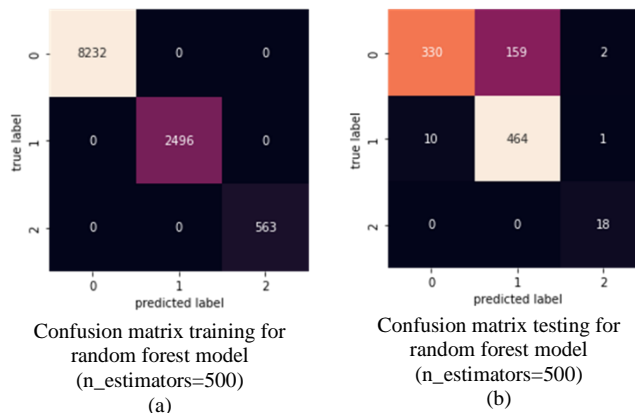 0
8232 0 0
true label
1
0 2496 0
2
0 0 563
0 1 2
predicted label
Confusion matrix training for
random forest model
(n_estimators=500)
(a)
0
330 159 2
true label
1
10 464 1
2
0 0 18
0 1 2
predicted label
Confusion matrix testing for
random forest model
(n_estimators=500)
(b)